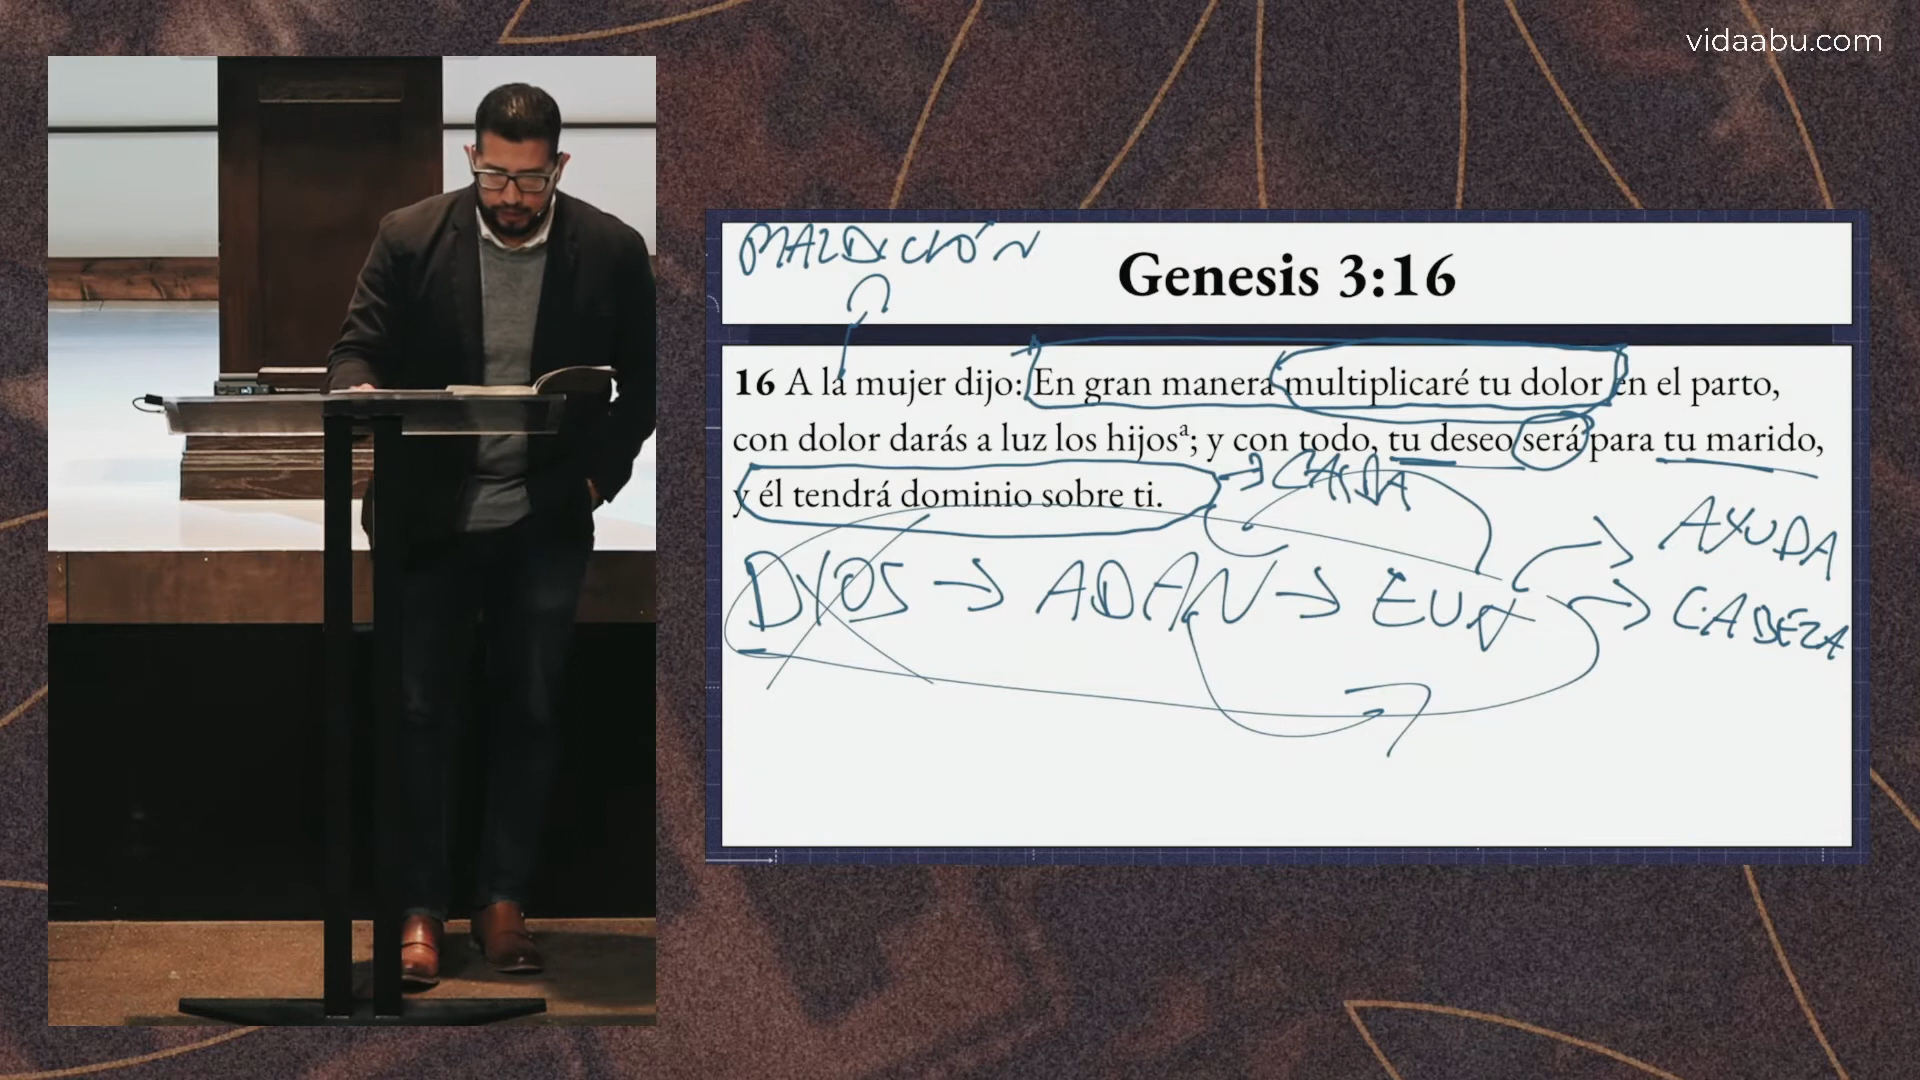 vidaabu.com
MALDICIÓN
Genesis 3:16
16 A la mujer dijo: En gran manera multiplicaré tu dolor en el parto,
con dolor darás a luz los hijosª; y con todo, tu deseo será para tu marido,
y él tendrá dominio sobre ti.
→ CAIDA
AYUDA
DIOS → ADAN → EVA
CABEZA